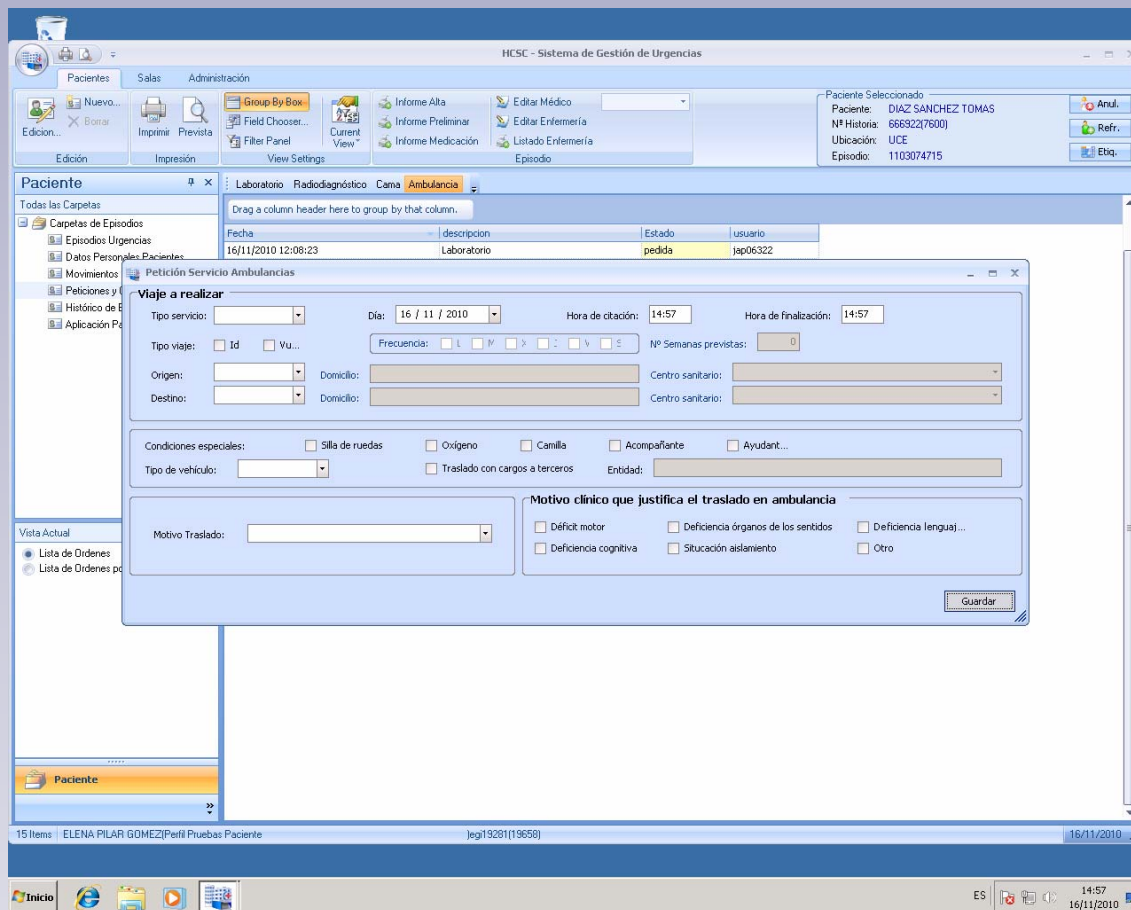 HCSC - Sistema de Gestión de Urgencias
Pacientes Salas Administración
Edicion... Nuevo... Borrar
Imprimir Prevista
Group By Box
Field Chooser...
Filter Panel
Current View
Informe Alta
Informe Preliminar
Informe Medicación
Editar Médico
Editar Enfermería
Listado Enfermería
Edición Impresión View Settings Episodio
Paciente Seleccionado
Paciente: DIAZ SANCHEZ TOMAS
Nª Historia: 666922(7600)
Ubicación: UCE
Episodio: 1103074715
Anul.
Refr.
Etiq.
Paciente
Todas las Carpetas
Carpetas de Episodios
Episodios Urgencias
Datos Personales Pacientes
Movimientos
Peticiones y
Histórico de
Aplicación
Laboratorio Radiodiagnóstico Cama Ambulancia
Drag a column header here to group by that column.
Fecha descripcion Estado usuario
16/11/2010 12:08:23 Laboratorio pedida jap06322
Petición Servicio Ambulancias
Viaje a realizar
Tipo servicio: Día: 16 / 11 / 2010 Hora de citación: 14:57 Hora de finalización: 14:57
Tipo viaje: Id Vu... Frecuencia: Nº Semanas previstas: 0
Origen: Domicilio: Centro sanitario:
Destino: Domicilio: Centro sanitario:
Condiciones especiales: Silla de ruedas Oxígeno Camilla Acompañante Ayudant...
Tipo de vehículo: Traslado con cargos a terceros Entidad:
Motivo Traslado:
Motivo clínico que justifica el traslado en ambulancia
Déficit motor Deficiencia órganos de los sentidos Deficiencia lenguaj...
Deficiencia cognitiva Situcación aislamiento Otro
Guardar
Vista Actual
Lista de Ordenes
Lista de Ordenes
Paciente
15 Items ELENA PILAR GOMEZ(Perfil Pruebas Paciente )egi19281(19658) 16/11/2010
Inicio ES 14:57
16/11/2010